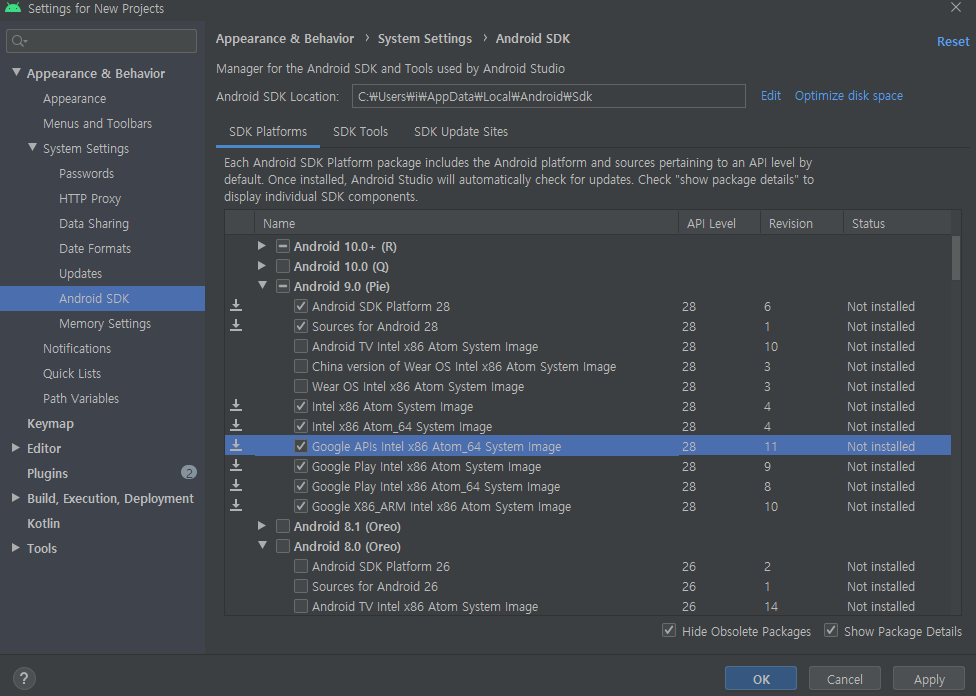 Settings for New Projects
Appearance & Behavior
Appearance
Menus and Toolbars
System Settings
Passwords
HTTP Proxy
Data Sharing
Date Formats
Updates
Android SDK
Memory Settings
Notifications
Quick Lists
Path Variables
Keymap
Editor
Plugins 2
Build, Execution, Deployment
Kotlin
Tools
?
Appearance & Behavior › System Settings › Android SDK
Reset
Manager for the Android SDK and Tools used by Android Studio
Android SDK Location: C:₩Users₩i₩AppData₩Local₩Android₩Sdk Edit Optimize disk space
SDK Platforms SDK Tools SDK Update Sites
Each Android SDK Platform package includes the Android platform and sources pertaining to an API level by
default. Once installed, Android Studio will automatically check for updates. Check "show package details" to
display individual SDK components.
Name API Level Revision Status
Android 10.0+ (R)
Android 10.0 (Q)
Android 9.0 (Pie)
Android SDK Platform 28 28 6 Not installed
Sources for Android 28 28 1 Not installed
Android TV Intel x86 Atom System Image 28 10 Not installed
China version of Wear OS Intel x86 Atom System Image 28 3 Not installed
Wear OS Intel x86 Atom System Image 28 3 Not installed
Intel x86 Atom System Image 28 4 Not installed
Intel x86 Atom_64 System Image 28 4 Not installed
Google APIs Intel x86 Atom_64 System Image 28 11 Not installed
Google Play Intel x86 Atom System Image 28 9 Not installed
Google Play Intel x86 Atom_64 System Image 28 8 Not installed
Google X86_ARM Intel x86 Atom System Image 28 10 Not installed
Android 8.1 (Oreo)
Android 8.0 (Oreo)
Android SDK Platform 26 26 2 Not installed
Sources for Android 26 26 1 Not installed
Android TV Intel x86 Atom System Image 26 14 Not installed
Hide Obsolete Packages Show Package Details
OK Cancel Apply